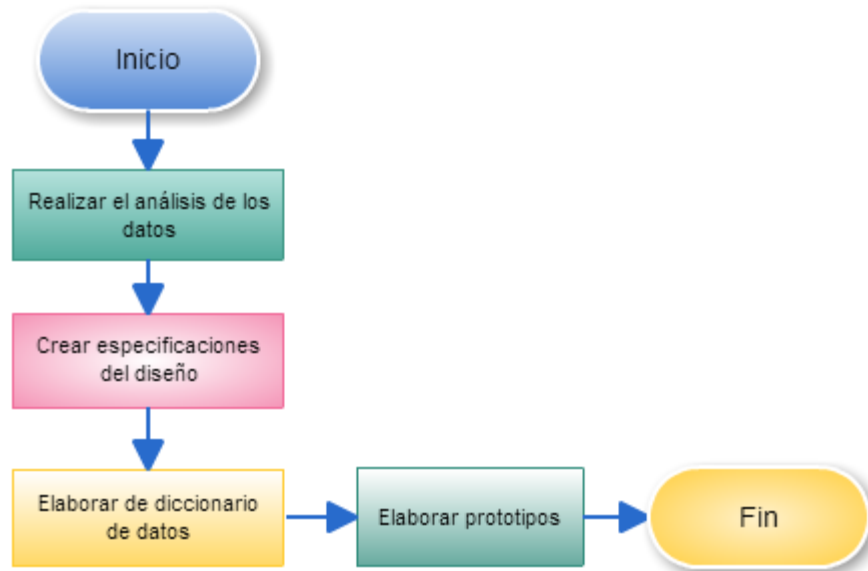 Inicio
Realizar el análisis de los
datos
Crear especificaciones
del diseño
Elaborar de diccionario
de datos
Elaborar prototipos
Fin